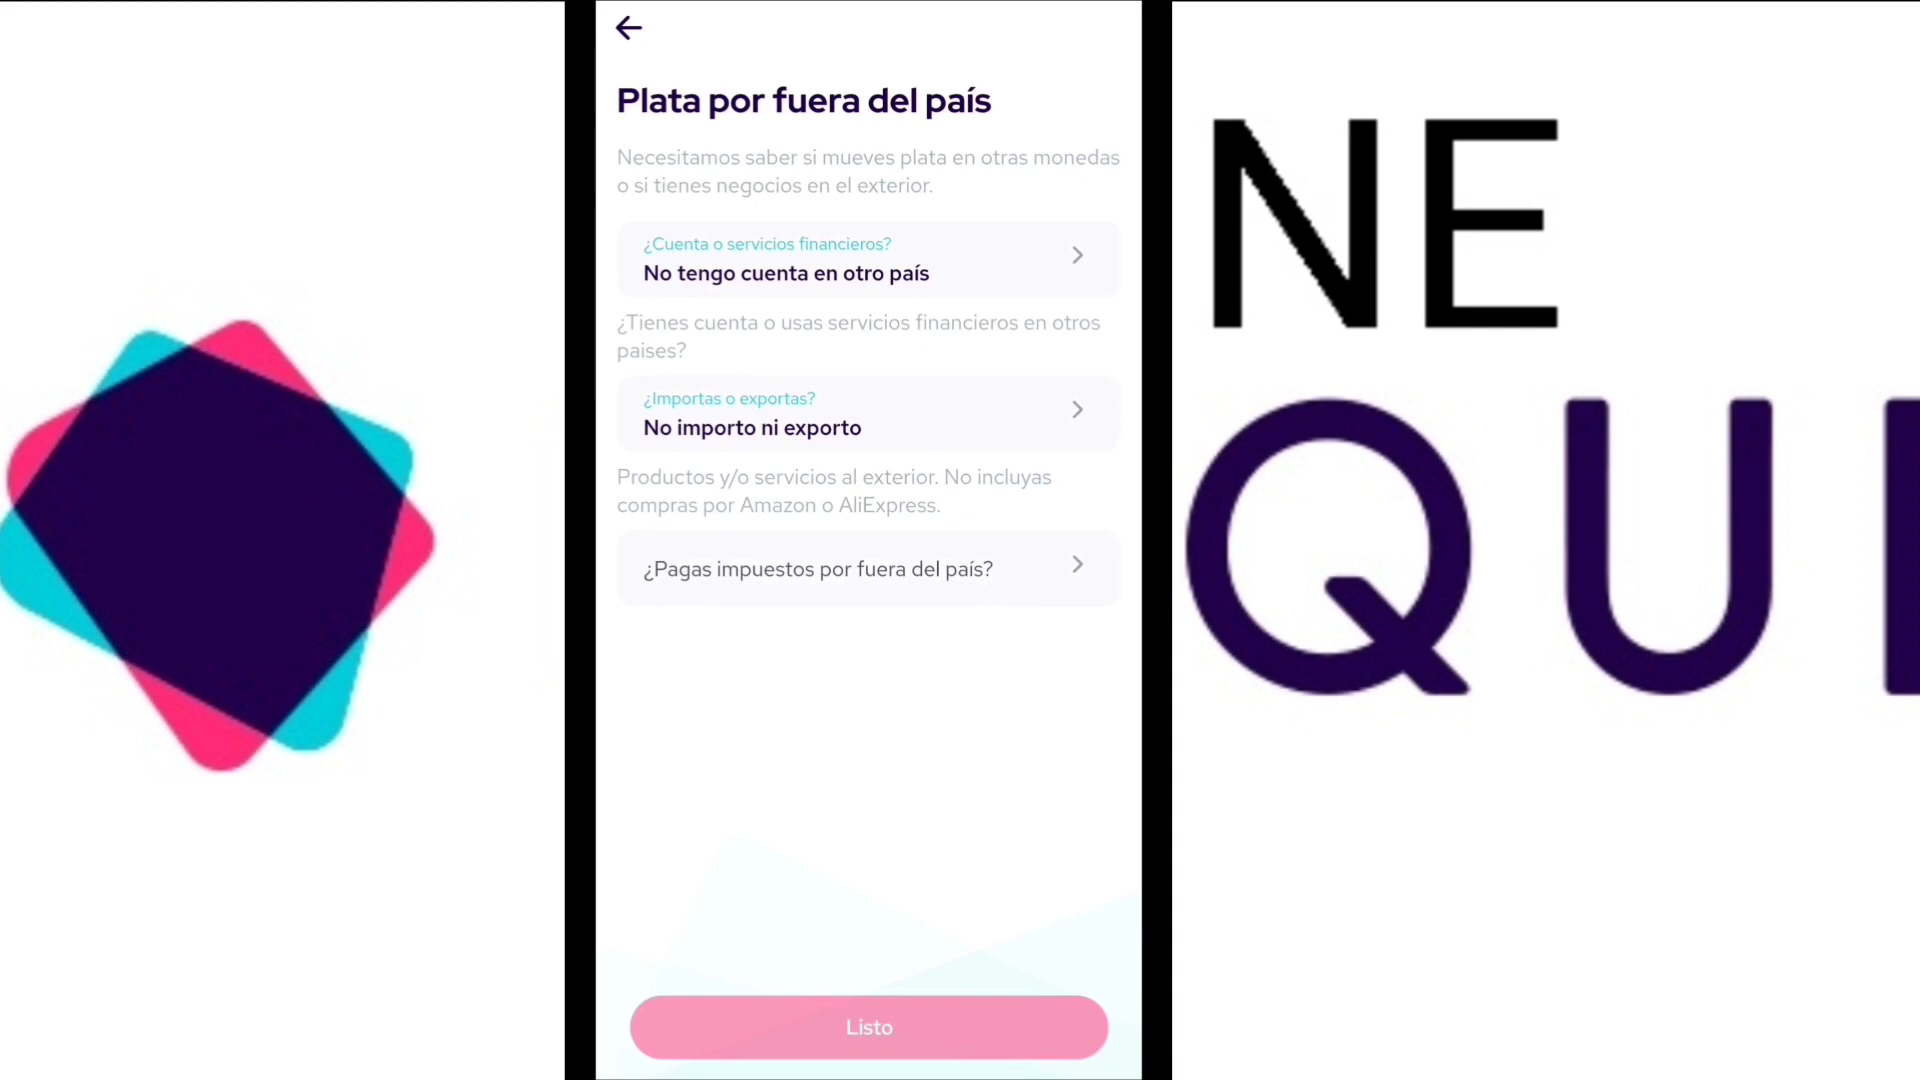 Plata por fuera del país
Necesitamos saber si mueves plata en otras monedas
o si tienes negocios en el exterior.
¿Cuenta o servicios financieros?
No tengo cuenta en otro país
¿Tienes cuenta o usas servicios financieros en otros
paises?
¿Importas o exportas?
No importo ni exporto
Productos y/o servicios al exterior. No incluyas
compras por Amazon o AliExpress.
¿Pagas impuestos por fuera del país?
Listo
NE
QU